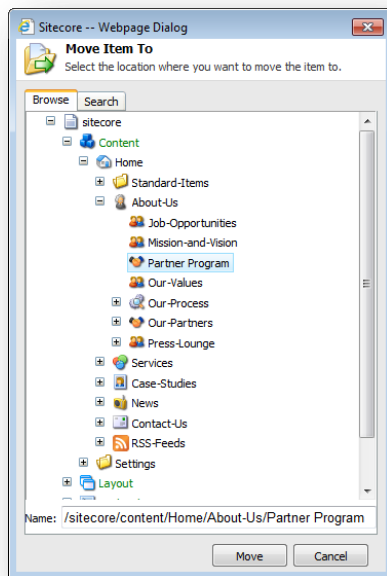 Sitecore -- Webpage Dialog
Move Item To
Select the location where you want to move the item to.
Browse Search
sitecore
Content
Home
Standard-Items
About-Us
Job-Opportunities
Mission-and-Vision
Partner Program
Our-Values
Our-Process
Our-Partners
Press-Lounge
Services
Case-Studies
News
Contact-Us
RSS-Feeds
Settings
Layout
Name: /sitecore/content/Home/About-Us/Partner Program
Move Cancel